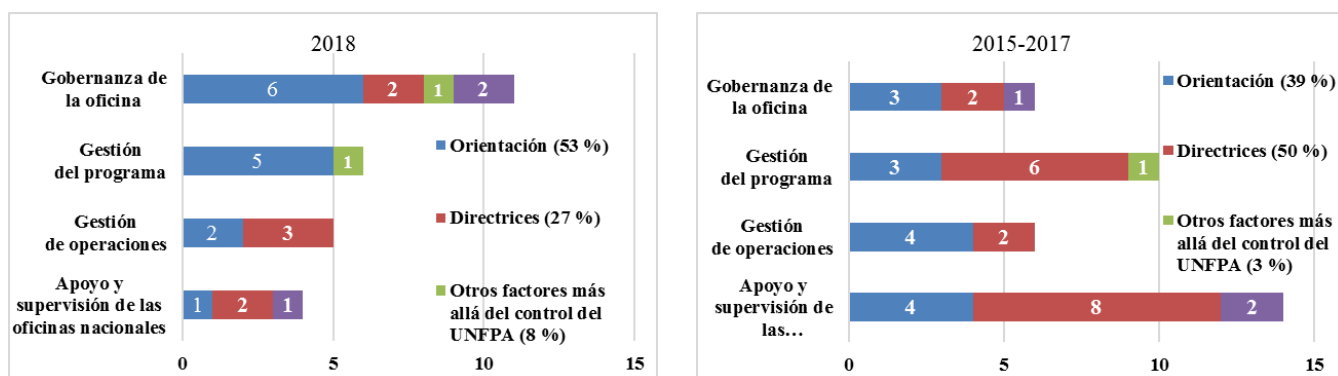 2018
Gobernanza de
la oficina
6
2
1
2
Gestión
del programa
5
1
Gestión
de operaciones
2
3
Apoyo y
supervisión de las
oficinas nacionales
1
2
1
0
5
10
15
Orientación (53 %)
Directrices (27 %)
Otros factores más
allá del control del
UNFPA (8 %)
2015-2017
Gobernanza de
la oficina
3
2
1
Gestión
del programa
3
6
1
Gestión
de operaciones
4
2
Apoyo y
supervisión de
las…
4
8
2
0
5
10
15
Orientación (39 %)
Directrices (50 %)
Otros factores más
allá del control del
UNFPA (3 %)